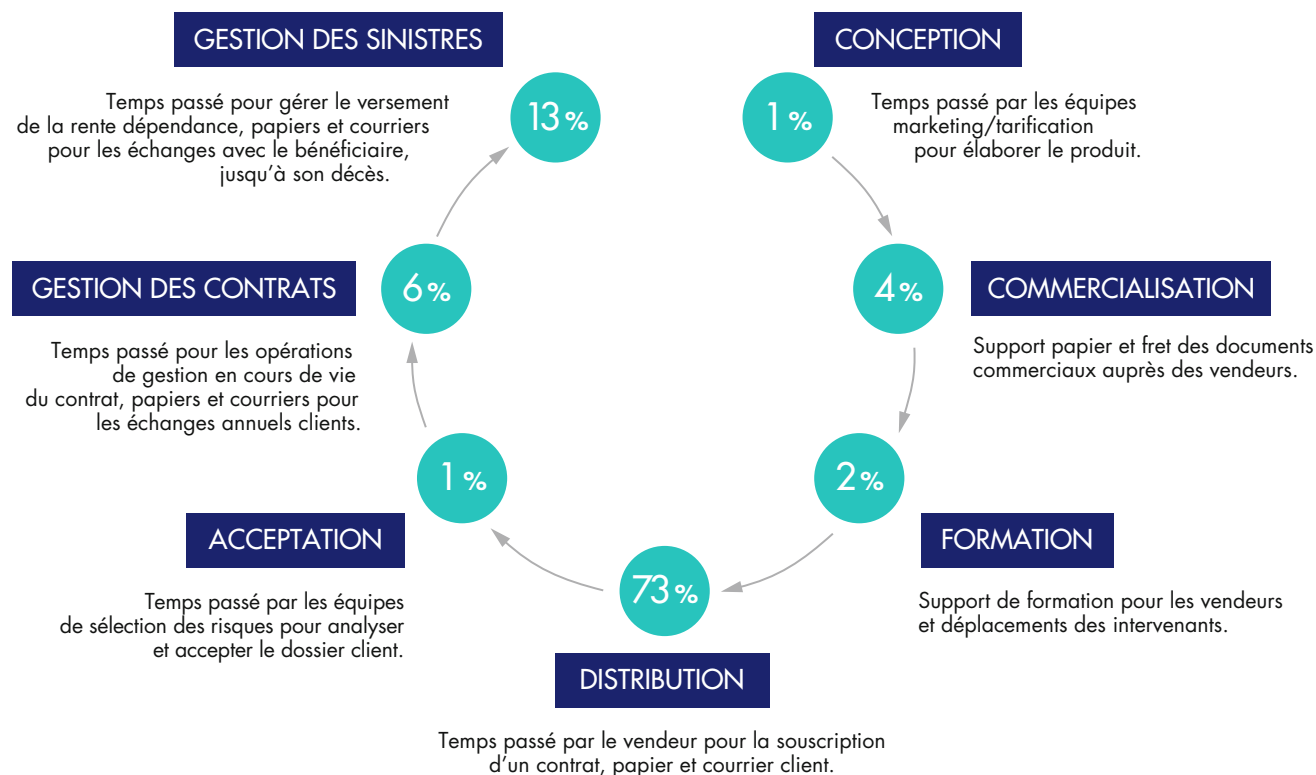 CONCEPTION
1 %
Temps passé par les équipes
marketing/tarification
pour élaborer le produit.
4 %
COMMERCIALISATION
Support papier et fret des documents
commerciaux auprès des vendeurs.
2 %
FORMATION
Support de formation pour les vendeurs
et déplacements des intervenants.
73 %
DISTRIBUTION
Temps passé par le vendeur pour la souscription
d’un contrat, papier et courrier client.
1 %
ACCEPTATION
Temps passé par les équipes
de sélection des risques pour analyser
et accepter le dossier client.
6 %
GESTION DES CONTRATS
Temps passé pour les opérations
de gestion en cours de vie
du contrat, papiers et courriers pour
les échanges annuels clients.
13 %
GESTION DES SINISTRES
Temps passé pour gérer le versement
de la rente dépendance, papiers et courriers
pour les échanges avec le bénéficiaire,
jusqu’à son décès.